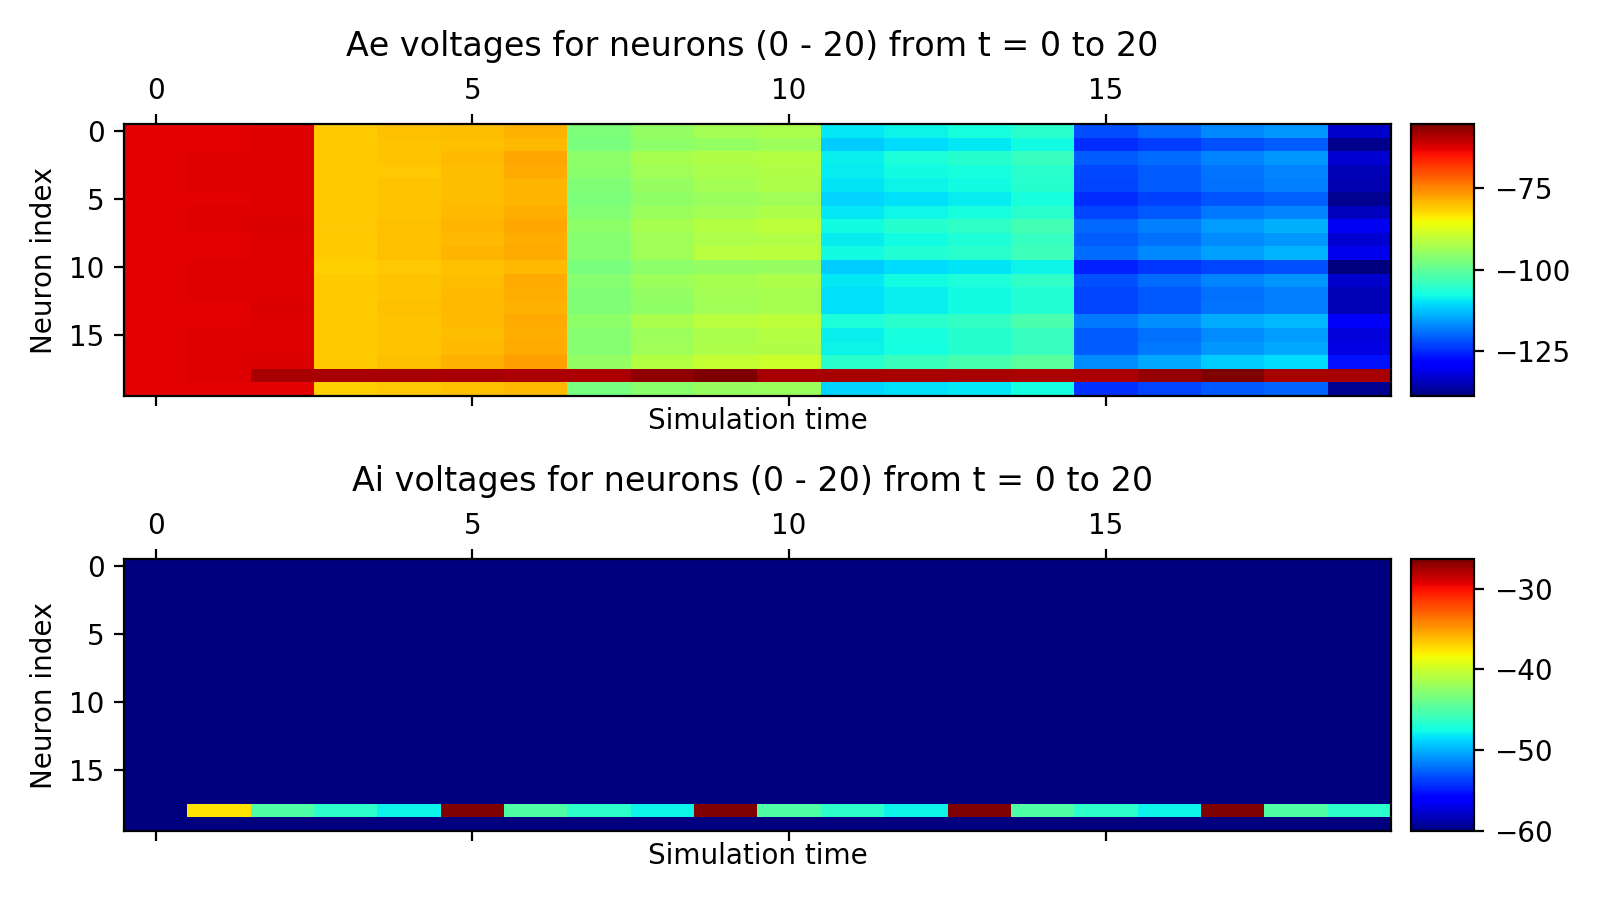 Ae voltages for neurons (0 - 20) from t = 0 to 20
0 5 10 15
Neuron index
0
5
10
15
−75
−100
−125
Simulation time
Ai voltages for neurons (0 - 20) from t = 0 to 20
0 5 10 15
Neuron index
0
5
10
15
−30
−40
−50
−60
Simulation time